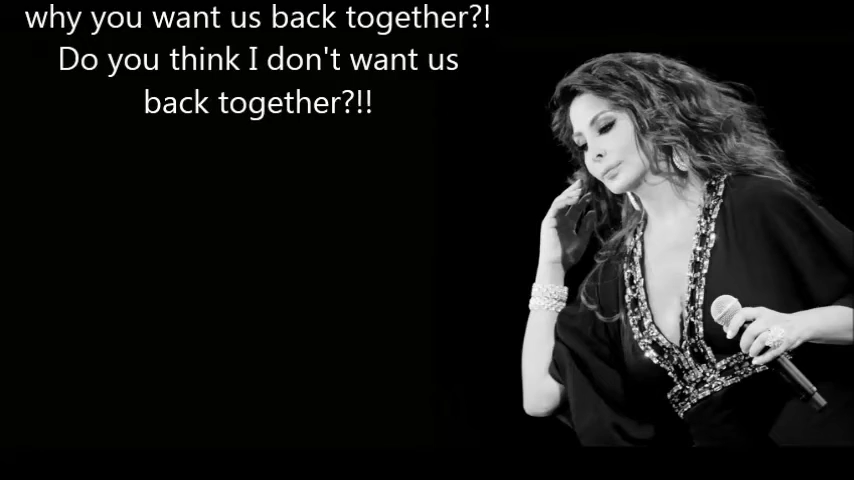 why you want us back together?!
Do you think I don't want us
back together?!!